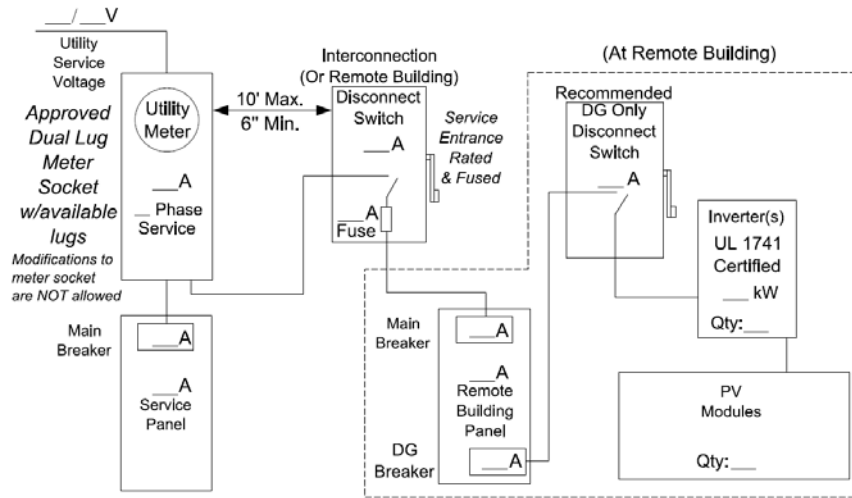 ___/___V
Utility
Service
Voltage
Approved
Dual Lug
Meter
Socket
w/available
lugs
Modifications to
meter socket
are NOT allowed
Utility
Meter
___A
__ Phase
Service
Main
Breaker
___A
___A
Service
Panel
10' Max.
6" Min.
Interconnection
(Or Remote Building)
Disconnect
Switch
___A
___A
Fuse
Service
Entrance
Rated
& Fused
(At Remote Building)
Main
Breaker
___A
___A
Remote
Building
Panel
DG
Breaker
___A
Recommended
DG Only
Disconnect
Switch
___A
Inverter(s)
UL 1741
Certified
___ kW
Qty:___
PV
Modules
Qty:___